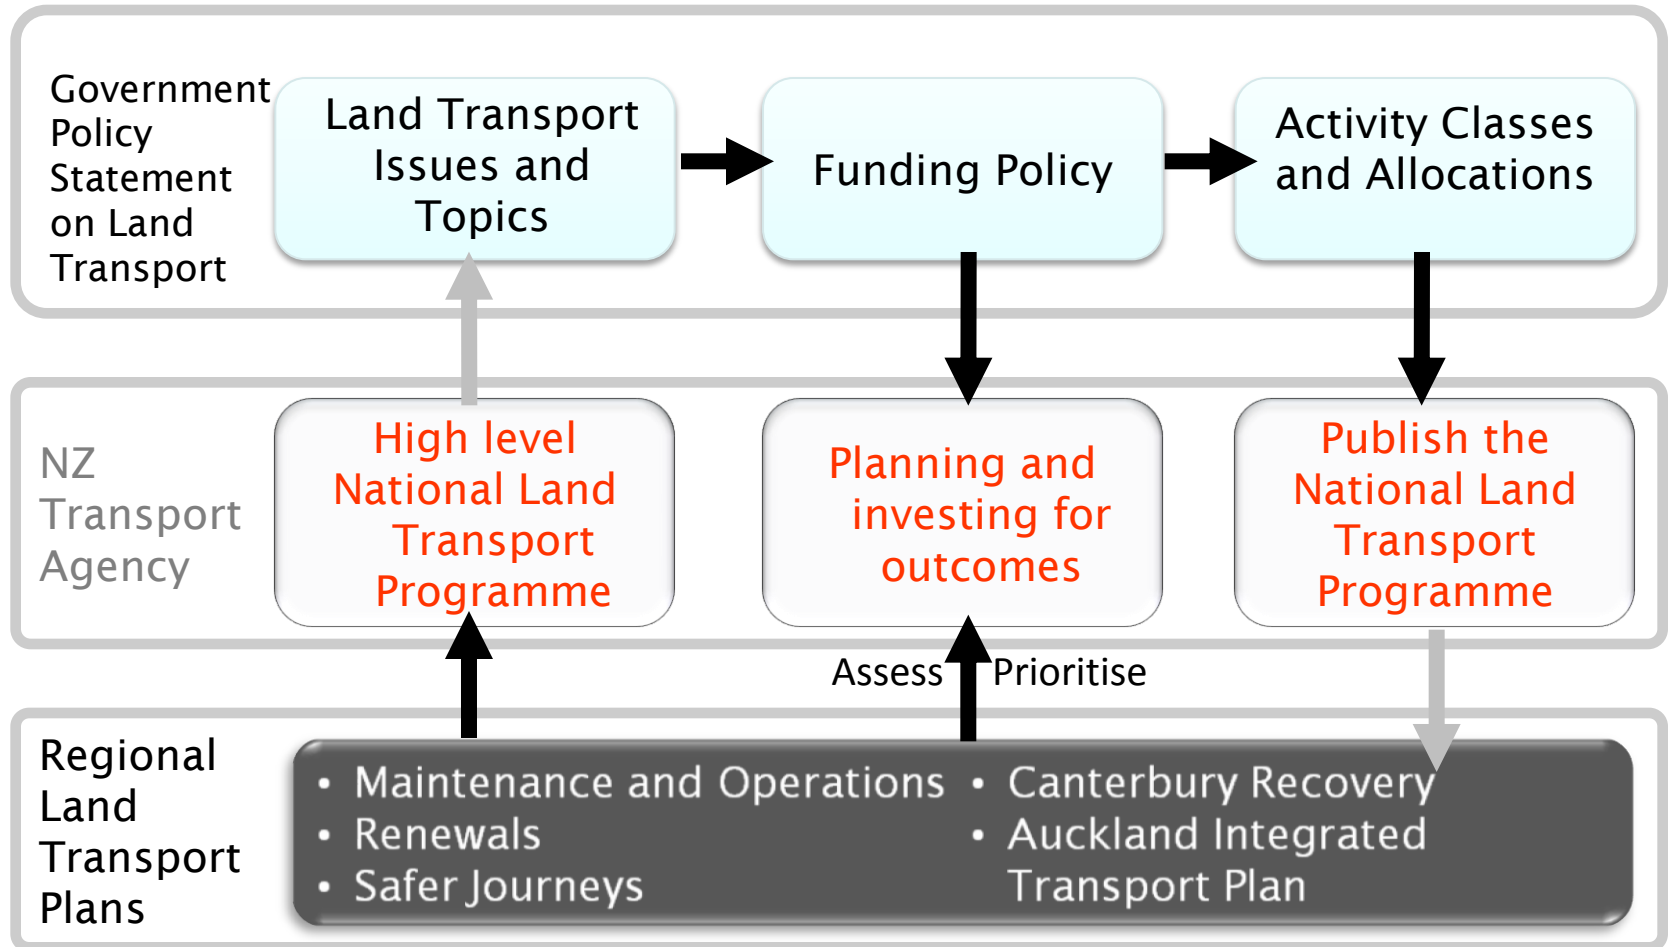 Government
Policy
Statement
on Land
Transport
Land Transport
Issues and
Topics
Funding Policy
Activity Classes
and Allocations
NZ
Transport
Agency
High level
National Land
Transport
Programme
Planning and
investing for
outcomes
Publish the
National Land
Transport
Programme
Assess
Prioritise
Regional
Land
Transport
Plans
• Maintenance and Operations
• Renewals
• Safer Journeys
• Canterbury Recovery
• Auckland Integrated
Transport Plan